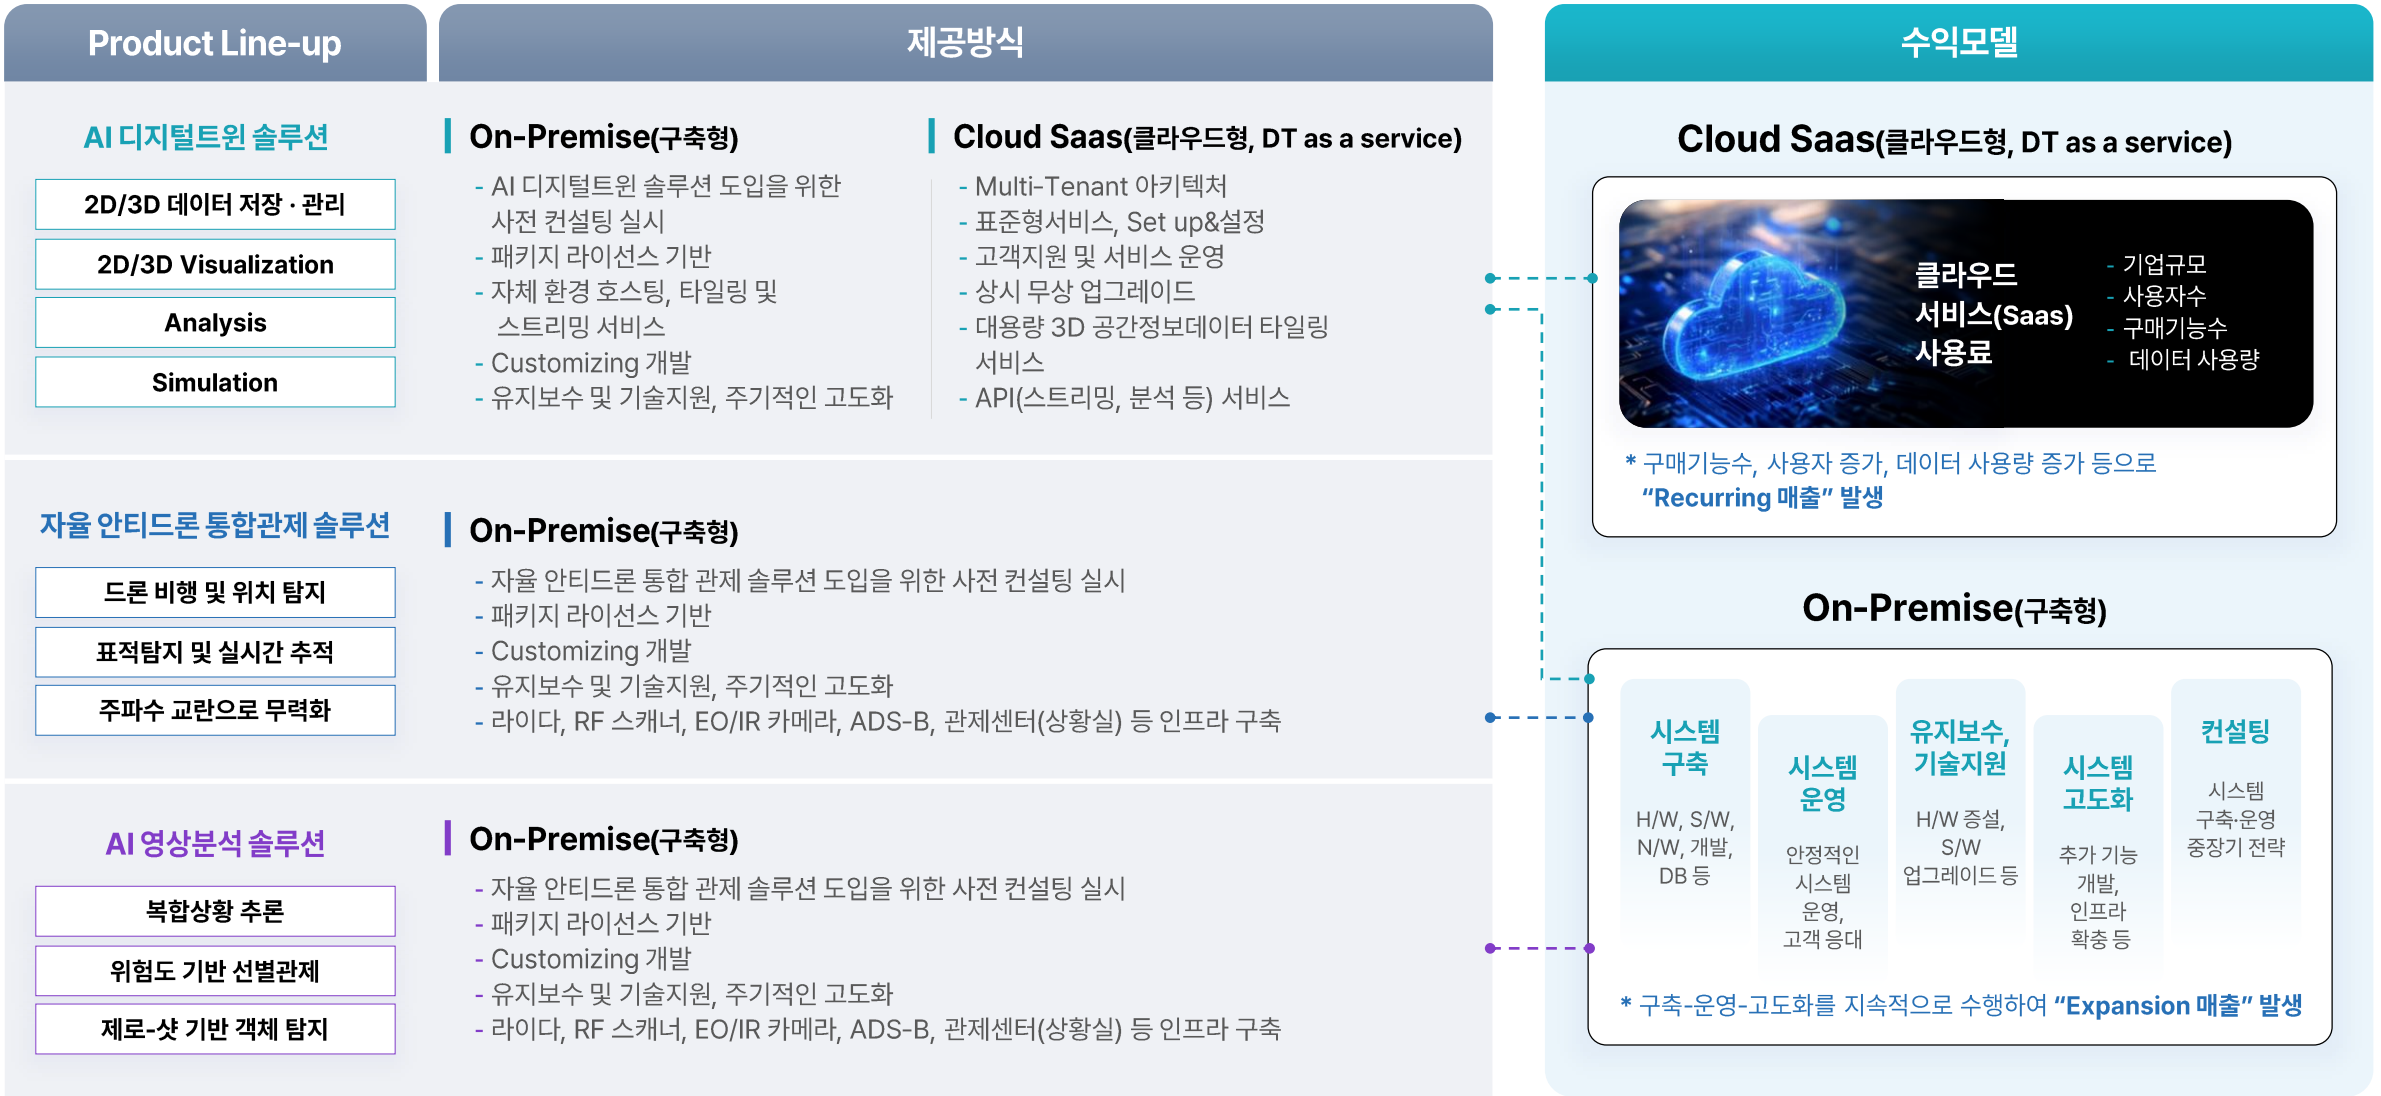 Product Line-up
제공방식
수익모델
AI 디지털트윈 솔루션
2D/3D 데이터 저장 · 관리
2D/3D Visualization
Analysis
Simulation
On-Premise(구축형)
- AI 디지털트윈 솔루션 도입을 위한
사전 컨설팅 실시
- 패키지 라이선스 기반
- 자체 환경 호스팅, 타일링 및
스트리밍 서비스
- Customizing 개발
- 유지보수 및 기술지원, 주기적인 고도화
Cloud Saas(클라우드형, DT as a service)
- Multi-Tenant 아키텍처
- 표준형서비스, Set up&설정
- 고객지원 및 서비스 운영
- 상시 무상 업그레이드
- 대용량 3D 공간정보데이터 타일링
서비스
- API(스트리밍, 분석 등) 서비스
자율 안티드론 통합관제 솔루션
드론 비행 및 위치 탐지
표적탐지 및 실시간 추적
주파수 교란으로 무력화
On-Premise(구축형)
- 자율 안티드론 통합 관제 솔루션 도입을 위한 사전 컨설팅 실시
- 패키지 라이선스 기반
- Customizing 개발
- 유지보수 및 기술지원, 주기적인 고도화
- 라이다, RF 스캐너, EO/IR 카메라, ADS-B, 관제센터(상황실) 등 인프라 구축
AI 영상분석 솔루션
복합상황 추론
위험도 기반 선별관제
제로-샷 기반 객체 탐지
On-Premise(구축형)
- 자율 안티드론 통합 관제 솔루션 도입을 위한 사전 컨설팅 실시
- 패키지 라이선스 기반
- Customizing 개발
- 유지보수 및 기술지원, 주기적인 고도화
- 라이다, RF 스캐너, EO/IR 카메라, ADS-B, 관제센터(상황실) 등 인프라 구축
Cloud Saas(클라우드형, DT as a service)
클라우드
서비스(Saas)
사용료
- 기업규모
- 사용자수
- 구매기능수
- 데이터 사용량
* 구매기능수, 사용자 증가, 데이터 사용량 증가 등으로
“Recurring 매출” 발생
On-Premise(구축형)
시스템
구축
H/W, S/W,
N/W, 개발,
DB 등
시스템
운영
안정적인
시스템
운영,
고객 응대
유지보수,
기술지원
H/W 증설,
S/W
업그레이드 등
시스템
고도화
추가 기능
개발,
인프라
확충 등
컨설팅
시스템
구축·운영
중장기 전략
* 구축-운영-고도화를 지속적으로 수행하여 “Expansion 매출” 발생